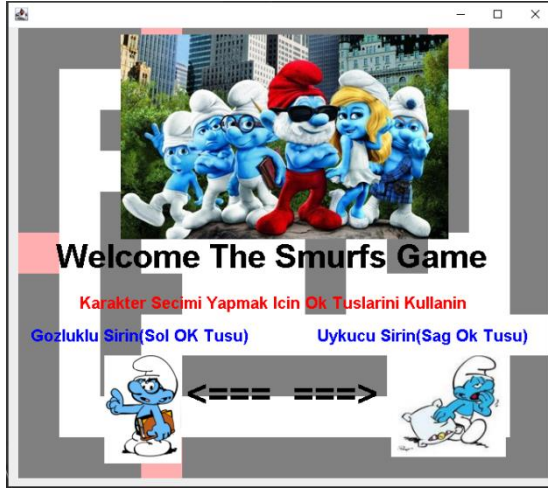 Welcome The Smurfs Game
Karakter Secimi Yapmak Icin Ok Tuslarini Kullanin
Gozluklu Sirin(Sol OK Tusu) Uykucu Sirin(Sag Ok Tusu)
<=== ===>